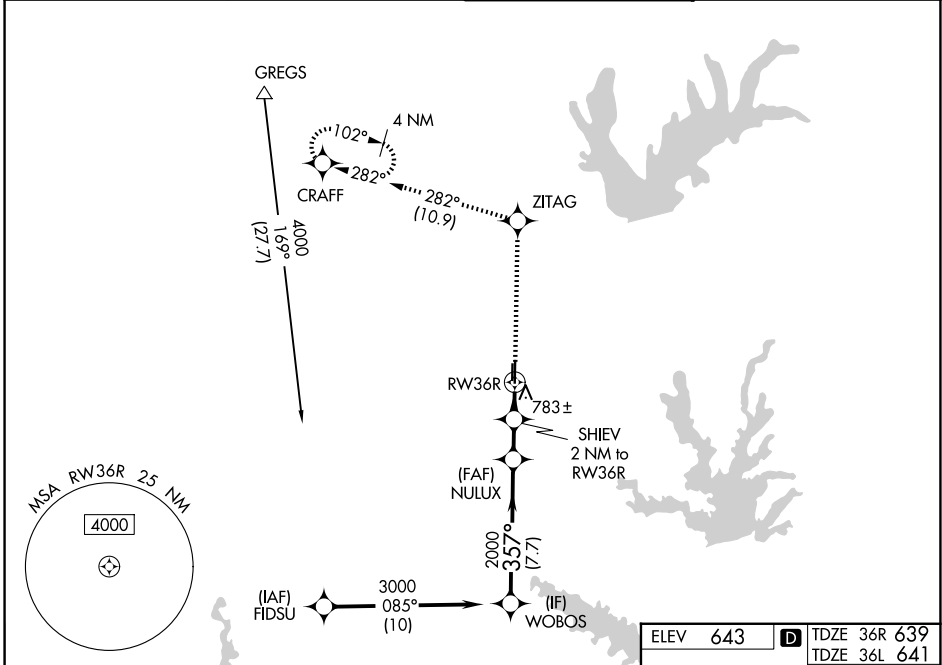 GREGS
4 NM
102°
282°
CRAFF
282°
(10.9)
ZITAG
4000
169°
(27.7)
RW36R
783±
SHIEV
2 NM to
RW36R
(FAF)
NULUX
MSA RW36R 25 NM
4000
2000
357°
(7.7)
(IAF)
FIDSU
3000
085°
(10)
(IF)
WOBOS
ELEV 643 D TDZE 36R 639
TDZE 36L 641